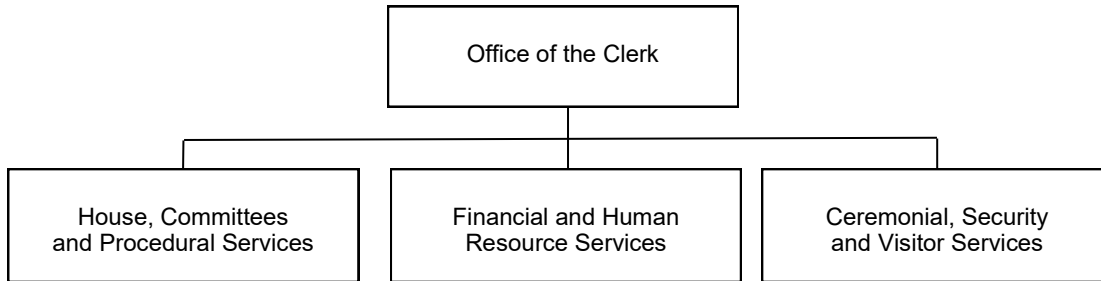 Office of the Clerk
House, Committees
and Procedural Services
Financial and Human
Resource Services
Ceremonial, Security
and Visitor Services